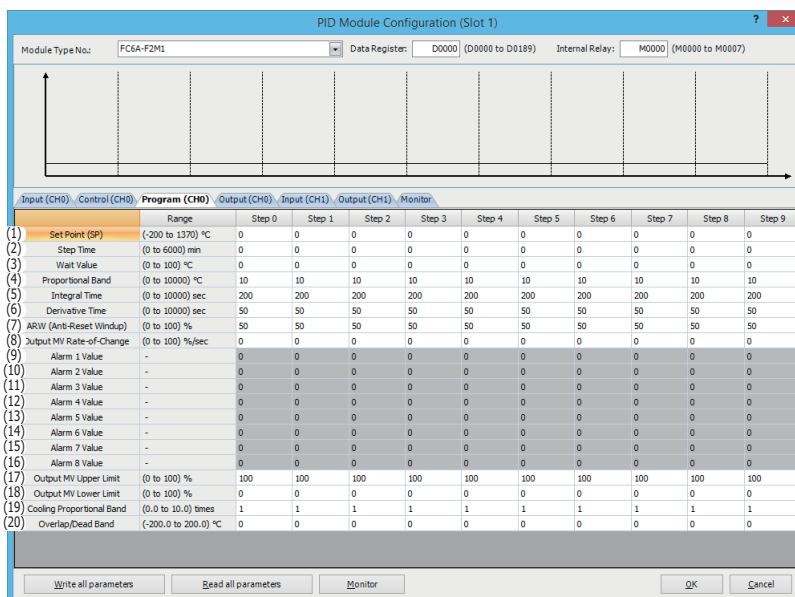 PID Module Configuration (Slot 1) ? ×
Module Type No.: FC6A-F2M1 Data Register: D0000 (D0000 to D0189) Internal Relay: M0000 (M0000 to M0007)
Input (CH0) Control (CH0) Program (CH0) Output (CH0) Input (CH1) Output (CH1) Monitor
Range Step 0 Step 1 Step 2 Step 3 Step 4 Step 5 Step 6 Step 7 Step 8 Step 9
(1) Set Point (SP) (-200 to 1370) ºC 0 0 0 0 0 0 0 0 0 0
(2) Step Time (0 to 6000) min 0 0 0 0 0 0 0 0 0 0
(3) Wait Value (0 to 100) ºC 0 0 0 0 0 0 0 0 0 0
(4) Proportional Band (0 to 10000) ºC 10 10 10 10 10 10 10 10 10 10
(5) Integral Time (0 to 10000) sec 200 200 200 200 200 200 200 200 200 200
(6) Derivative Time (0 to 10000) sec 50 50 50 50 50 50 50 50 50 50
(7) ARW (Anti-Reset Windup) (0 to 100) % 50 50 50 50 50 50 50 50 50 50
(8) Output MV Rate-of-Change (0 to 100) %/sec 0 0 0 0 0 0 0 0 0 0
(9) Alarm 1 Value - 0 0 0 0 0 0 0 0 0 0
(10) Alarm 2 Value - 0 0 0 0 0 0 0 0 0 0
(11) Alarm 3 Value - 0 0 0 0 0 0 0 0 0 0
(12) Alarm 4 Value - 0 0 0 0 0 0 0 0 0 0
(13) Alarm 5 Value - 0 0 0 0 0 0 0 0 0 0
(14) Alarm 6 Value - 0 0 0 0 0 0 0 0 0 0
(15) Alarm 7 Value - 0 0 0 0 0 0 0 0 0 0
(16) Alarm 8 Value - 0 0 0 0 0 0 0 0 0 0
(17) Output MV Upper Limit (0 to 100) % 100 100 100 100 100 100 100 100 100 100
(18) Output MV Lower Limit (0 to 100) % 0 0 0 0 0 0 0 0 0 0
(19) Cooling Proportional Band (0.0 to 10.0) times 1 1 1 1 1 1 1 1 1 1
(20) Overlap/Dead Band (-200.0 to 200.0) ºC 0 0 0 0 0 0 0 0 0 0
Write all parameters Read all parameters Monitor OK Cancel